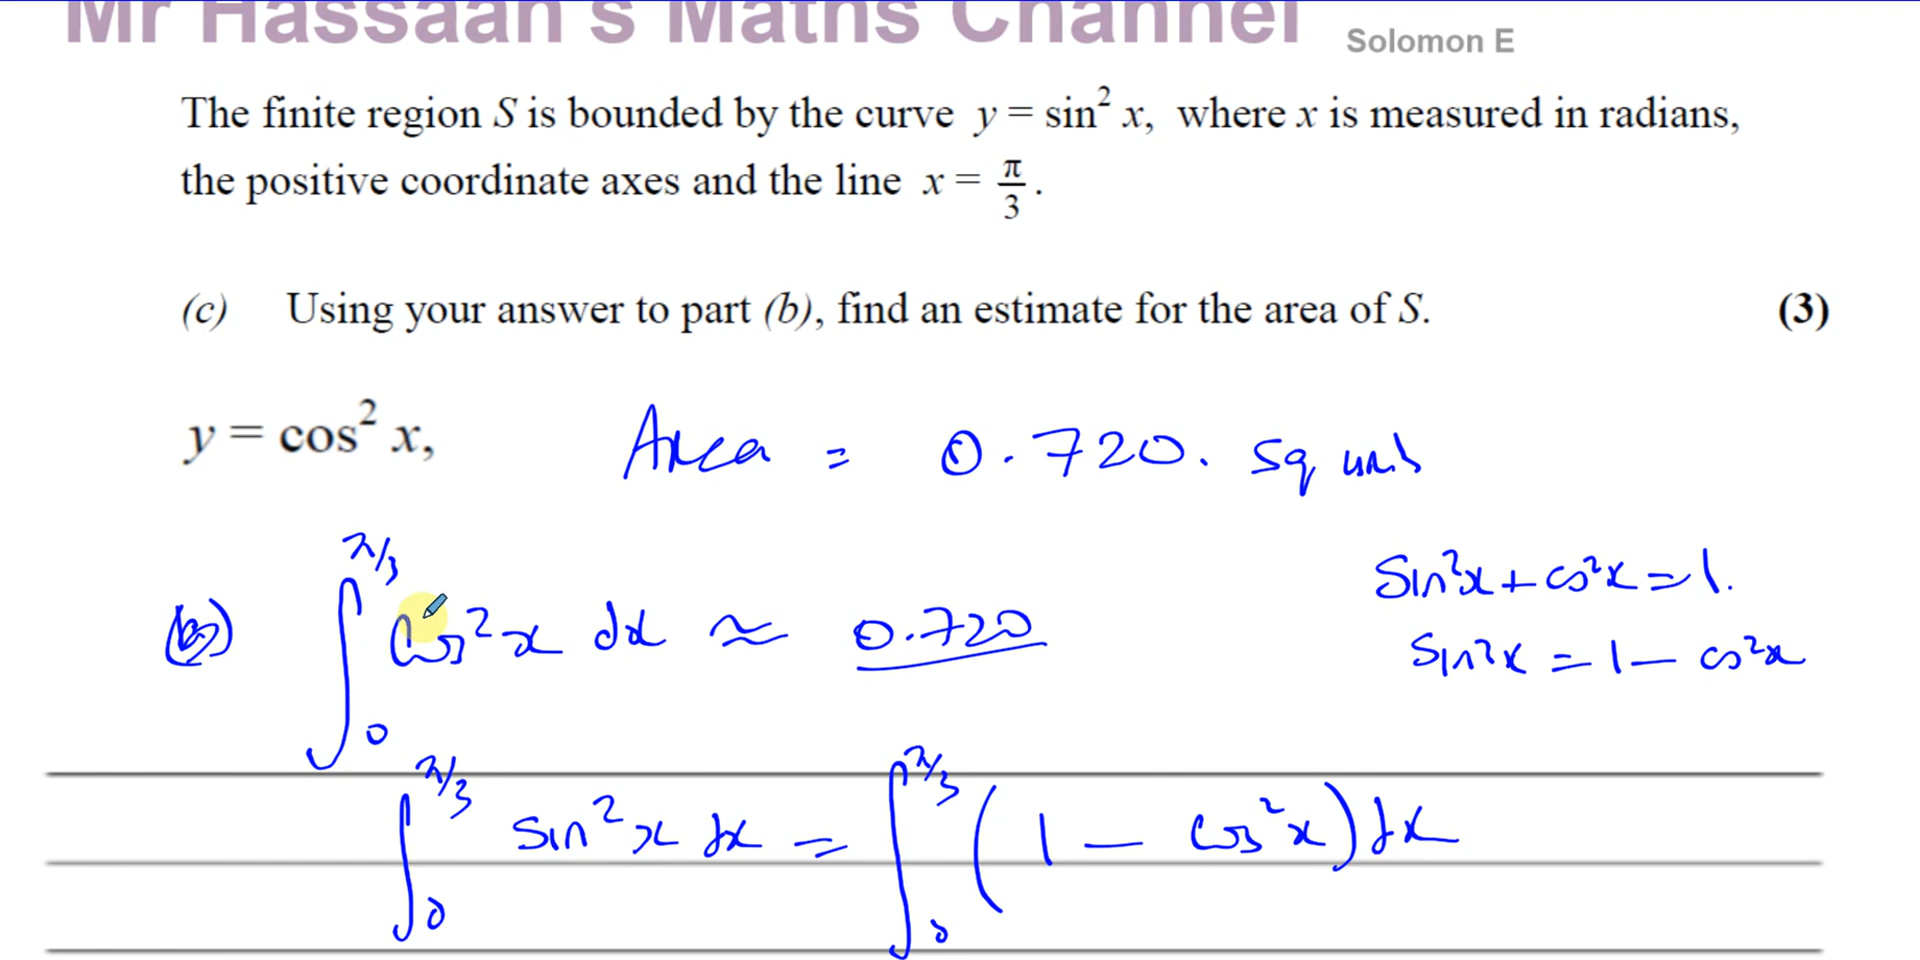 Mr Hassaan's Maths Channel Solomon E
The finite region S is bounded by the curve y = sin² x, where x is measured in radians,
the positive coordinate axes and the line x = π/3.
(c) Using your answer to part (b), find an estimate for the area of S. (3)
y = cos² x, Area = 0.720. sq units
sin²x + cos²x = 1.
(b) ∫₀^(π/3) cos²x dx ≈ 0.720
sin²x = 1 − cos²x
∫₀^(π/3) sin²x dx = ∫₀^(π/3) (1 − cos²x) dx